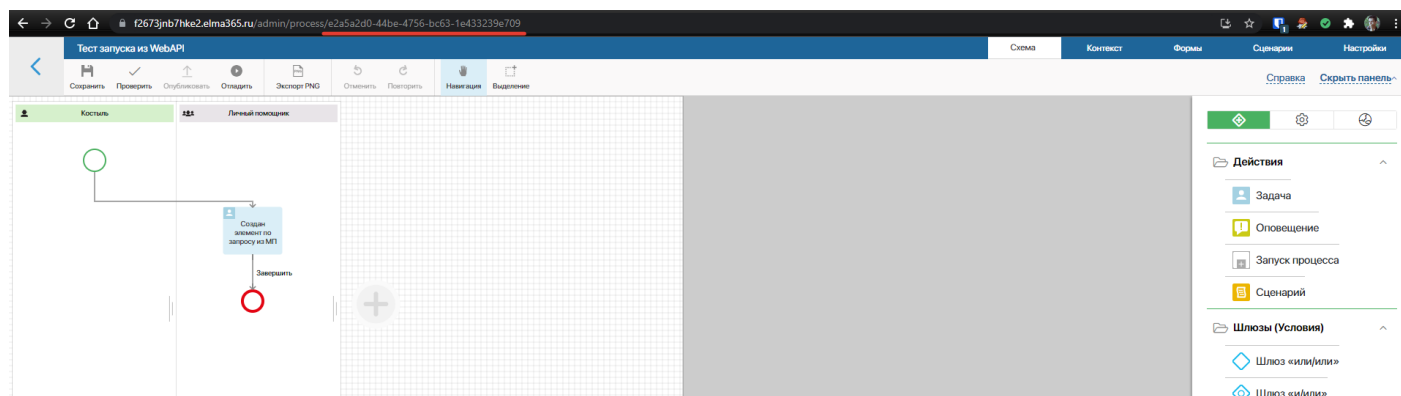 f2673jnb7hke2.elma365.ru/admin/process/e2a5a2d0-44be-4756-bc63-1e433239e709
Тест запуска из WebAPI
Схема
Контекст
Формы
Сценарии
Настройки
Сохранить
Проверить
Опубликовать
Отладить
Экспорт PNG
Отменить
Повторить
Навигация
Выделение
Справка
Скрыть панель
Костыль
Личный помощник
Создан
элемент по
запросу из МП
Завершить
Действия
Задача
Оповещение
Запуск процесса
Сценарий
Шлюзы (Условия)
Шлюз «или/или»
Шлюз «и/или»